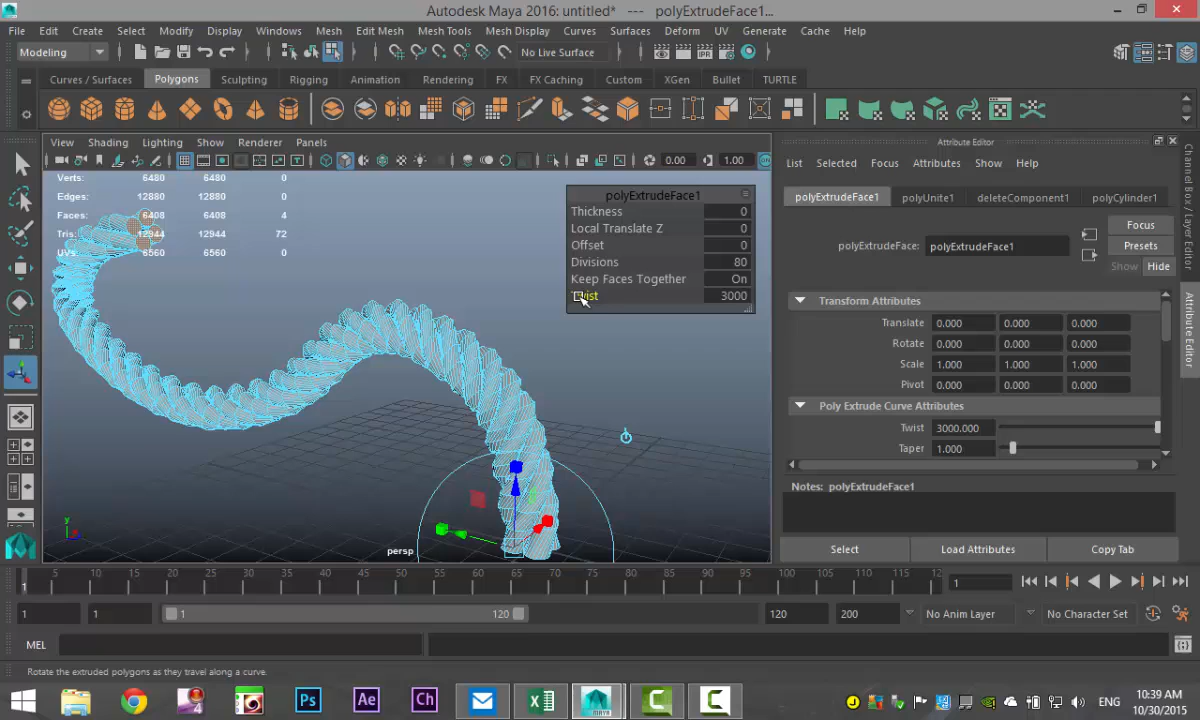 Autodesk Maya 2016: untitled* --- polyExtrudeFace1...
File Edit Create Select Modify Display Windows Mesh Edit Mesh Mesh Tools Mesh Display Curves Surfaces Deform UV Generate Cache Help
Modeling No Live Surface
Curves / Surfaces Polygons Sculpting Rigging Animation Rendering FX FX Caching Custom XGen Bullet TURTLE
View Shading Lighting Show Renderer Panels
0.00 1.00
Verts: 6480 6480 0
Edges: 12880 12880 0
Faces: 6408 6408 4
Tris: 12944 12944 72
UVs: 6560 6560 0
polyExtrudeFace1
Thickness 0
Local Translate Z 0
Offset 0
Divisions 80
Keep Faces Together On
Twist 3000
persp
y
Attribute Editor
List Selected Focus Attributes Show Help
polyExtrudeFace1 polyUnite1 deleteComponent1 polyCylinder1
polyExtrudeFace: polyExtrudeFace1
Focus
Presets
Show Hide
Transform Attributes
Translate 0.000 0.000 0.000
Rotate 0.000 0.000 0.000
Scale 1.000 1.000 1.000
Pivot 0.000 0.000 0.000
Poly Extrude Curve Attributes
Twist 3000.000
Taper 1.000
Notes: polyExtrudeFace1
Select Load Attributes Copy Tab
Channel Box / Layer Editor
Attribute Editor
5 10 15 20 25 30 35 40 45 50 55 60 65 70 75 80 85 90 95 100 105 110 115 12
1 1
1 1 1 120 120 200 No Anim Layer No Character Set
MEL
Rotate the extruded polygons as they travel along a curve.
Ps Ae Ch MAYA
ENG
10:39 AM
10/30/2015